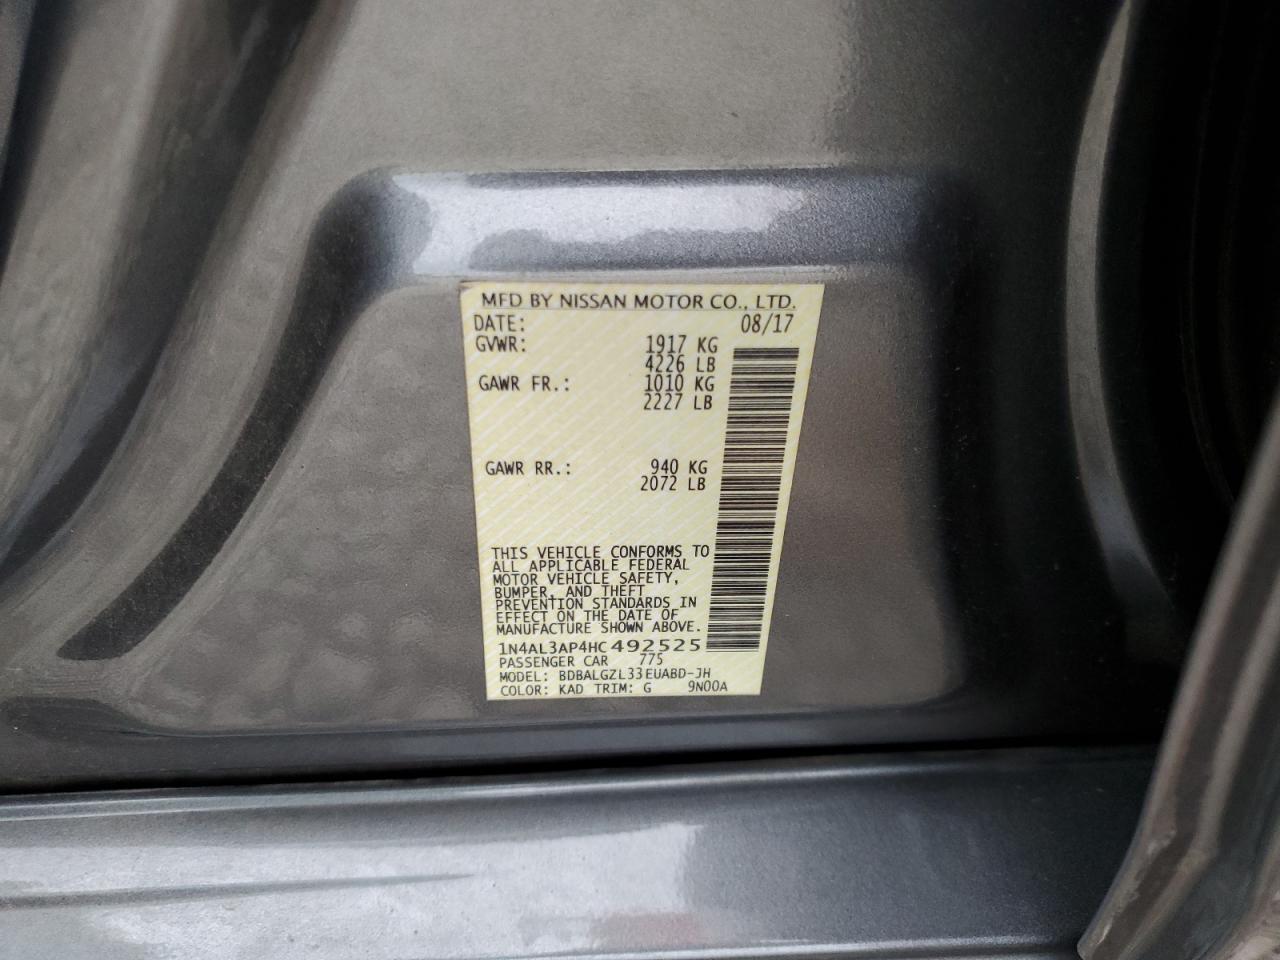 MFD BY NISSAN MOTOR CO., LTD.
DATE: 08/17
GVWR: 1917 KG
4226 LB
GAWR FR.: 1010 KG
2227 LB
GAWR RR.: 940 KG
2072 LB
THIS VEHICLE CONFORMS TO
ALL APPLICABLE FEDERAL
MOTOR VEHICLE SAFETY,
BUMPER, AND THEFT
PREVENTION STANDARDS IN
EFFECT ON THE DATE OF
MANUFACTURE SHOWN ABOVE.
1N4AL3AP4HC492525
PASSENGER CAR 775
MODEL: BDBALGZL33EUABD-JH
COLOR: KAD TRIM: G 9N00A